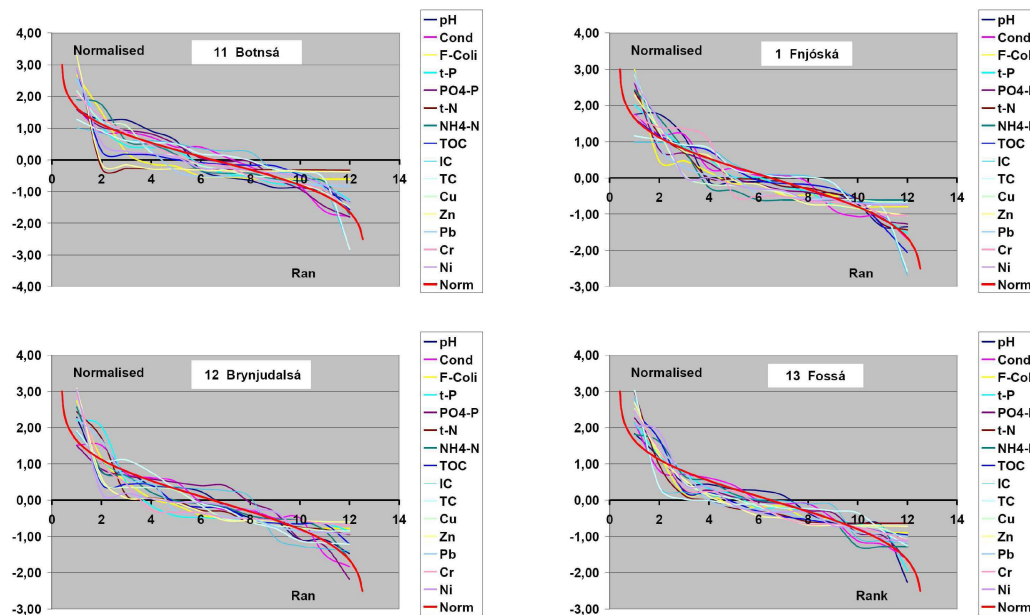 4,00
3,00
2,00
1,00
0,00
-1,00
-2,00
-3,00
-4,00
Normalised
11 Botnsá
0 2 4 6 8 10 12 14
Ran
pH
Cond
F-Coli
t-P
PO4-P
t-N
NH4-N
TOC
IC
TC
Cu
Zn
Pb
Cr
Ni
Norm
4,00
3,00
2,00
1,00
0,00
-1,00
-2,00
-3,00
Normalised
1 Fnjóská
0 2 4 6 8 10 12 14
Ran
pH
Cond
F-Coli
t-P
PO4-P
t-N
NH4-N
TOC
IC
TC
Cu
Zn
Pb
Cr
Ni
Norm
4,00
3,00
2,00
1,00
0,00
-1,00
-2,00
-3,00
Normalised
12 Brynjudalsá
0 2 4 6 8 10 12 14
Ran
pH
Cond
F-Coli
t-P
PO4-P
t-N
NH4-N
TOC
IC
TC
Cu
Zn
Pb
Cr
Ni
Norm
4,00
3,00
2,00
1,00
0,00
-1,00
-2,00
-3,00
Normalised
13 Fossá
0 2 4 6 8 10 12 14
Rank
pH
Cond
F-Coli
t-P
PO4-P
t-N
NH4-N
TOC
IC
TC
Cu
Zn
Pb
Cr
Ni
Norm